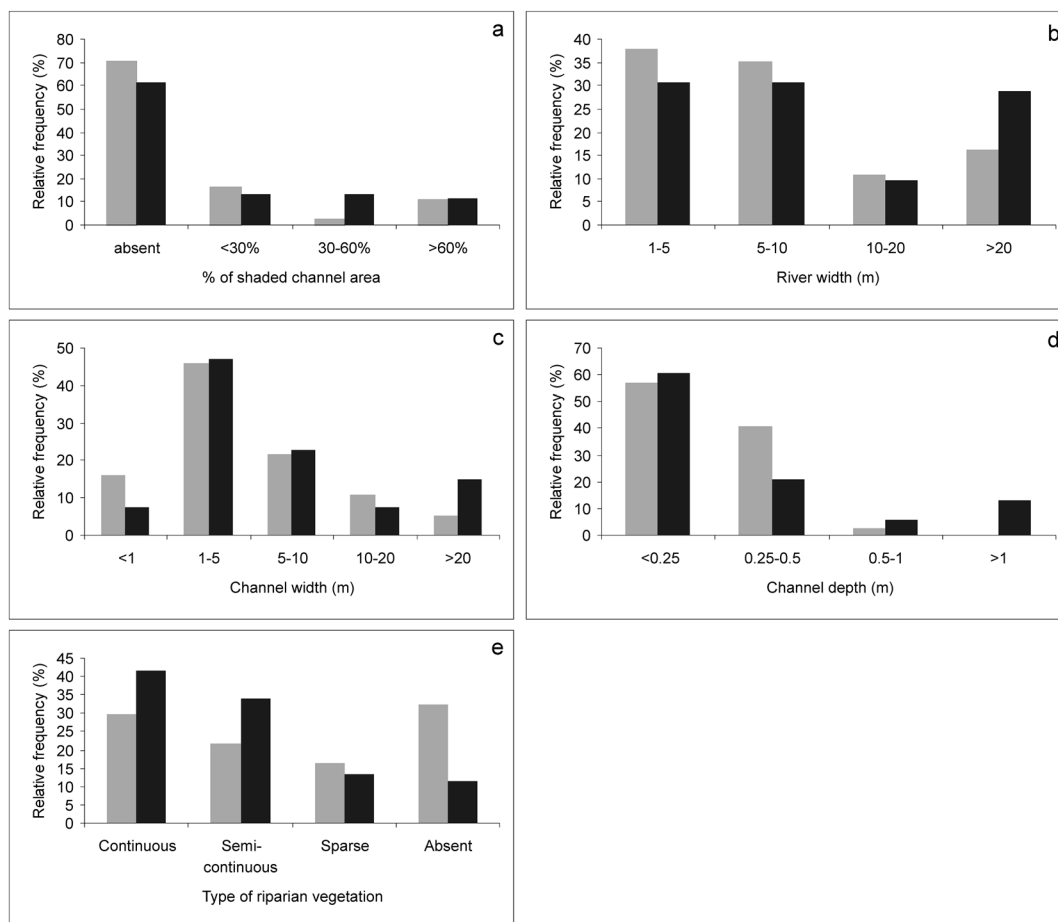 a
Relative frequency (%)
80
70
60
50
40
30
20
10
0
absent
<30%
30-60%
>60%
% of shaded channel area
b
Relative frequency (%)
40
35
30
25
20
15
10
5
0
1-5
5-10
10-20
>20
River width (m)
c
Relative frequency (%)
50
40
30
20
10
0
<1
1-5
5-10
10-20
>20
Channel width (m)
d
Relative frequency (%)
70
60
50
40
30
20
10
0
<0.25
0.25-0.5
0.5-1
>1
Channel depth (m)
e
Relative frequency (%)
45
40
35
30
25
20
15
10
5
0
Continuous
Semi-
continuous
Sparse
Absent
Type of riparian vegetation